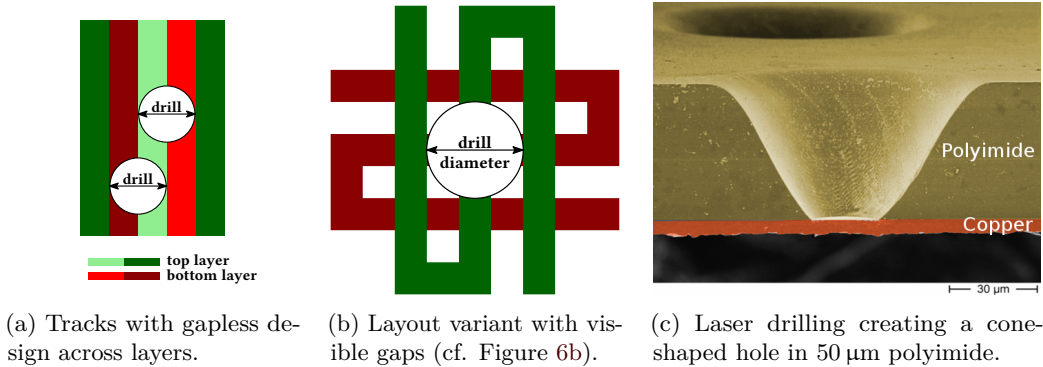 drill
drill
top layer
bottom layer
drill
diameter
Polyimide
Copper
30 µm
(a) Tracks with gapless de-
sign across layers.
(b) Layout variant with vis-
ible gaps (cf. Figure 6b).
(c) Laser drilling creating a cone-
shaped hole in 50 µm polyimide.